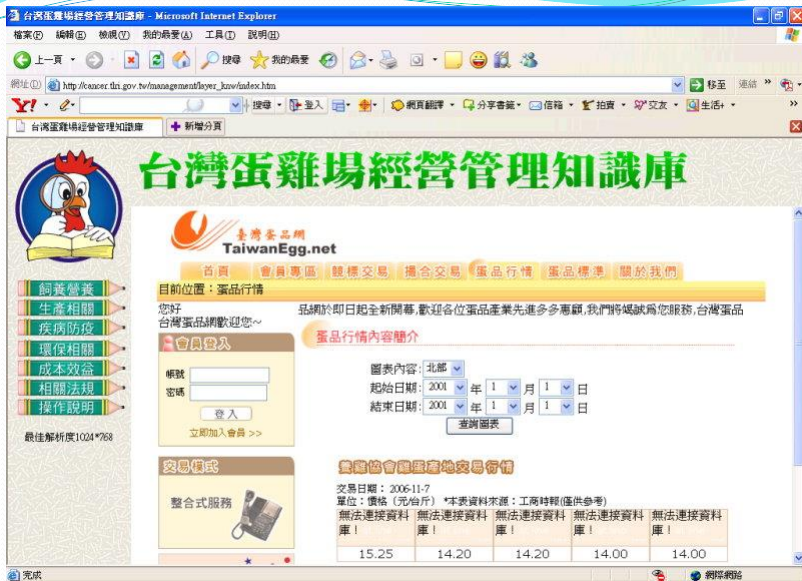 台灣蛋雞場經營管理知識庫 - Microsoft Internet Explorer
檔案(F) 編輯(E) 檢視(V) 我的最愛(A) 工具(T) 說明(H)
上一頁 搜尋 我的最愛
網址(D) http://cancer.tlri.gov.tw/management/layer_knw/index.htm 移至 連結 »
Y! 搜尋 登入 網頁翻譯 分享書籤 信箱 拍賣 交友 生活+ »
台灣蛋雞場經營管理知識庫 新增分頁
台灣蛋雞場經營管理知識庫
臺灣蛋品網
TaiwanEgg.net
首頁 會員專區 競標交易 撮合交易 蛋品行情 蛋品標準 關於我們
目前位置：蛋品行情
飼養營養
生產相關
疾病防疫
環保相關
成本效益
相關法規
操作說明
最佳解析度1024*768
您好
台灣蛋品網歡迎您~
品網於即日起全新開幕,歡迎各位蛋品產業先進多多惠顧,我們將竭誠為您服務,台灣蛋品
會員登入
帳號
密碼
登入
立即加入會員 >>
交易模式
整合式服務
蛋品行情內容簡介
圖表內容: 北部
起始日期: 2001 年 1 月 1 日
結束日期: 2001 年 1 月 1 日
查詢圖表
養雞協會雞蛋產地交易行情
交易日期： 2006-11-7
單位：價格（元/台斤） *本表資料來源：工商時報(僅供參考)
無法連接資料庫！ 無法連接資料庫！ 無法連接資料庫！ 無法連接資料庫！ 無法連接資料庫！
15.25 14.20 14.20 14.00 14.00
完成 網際網路